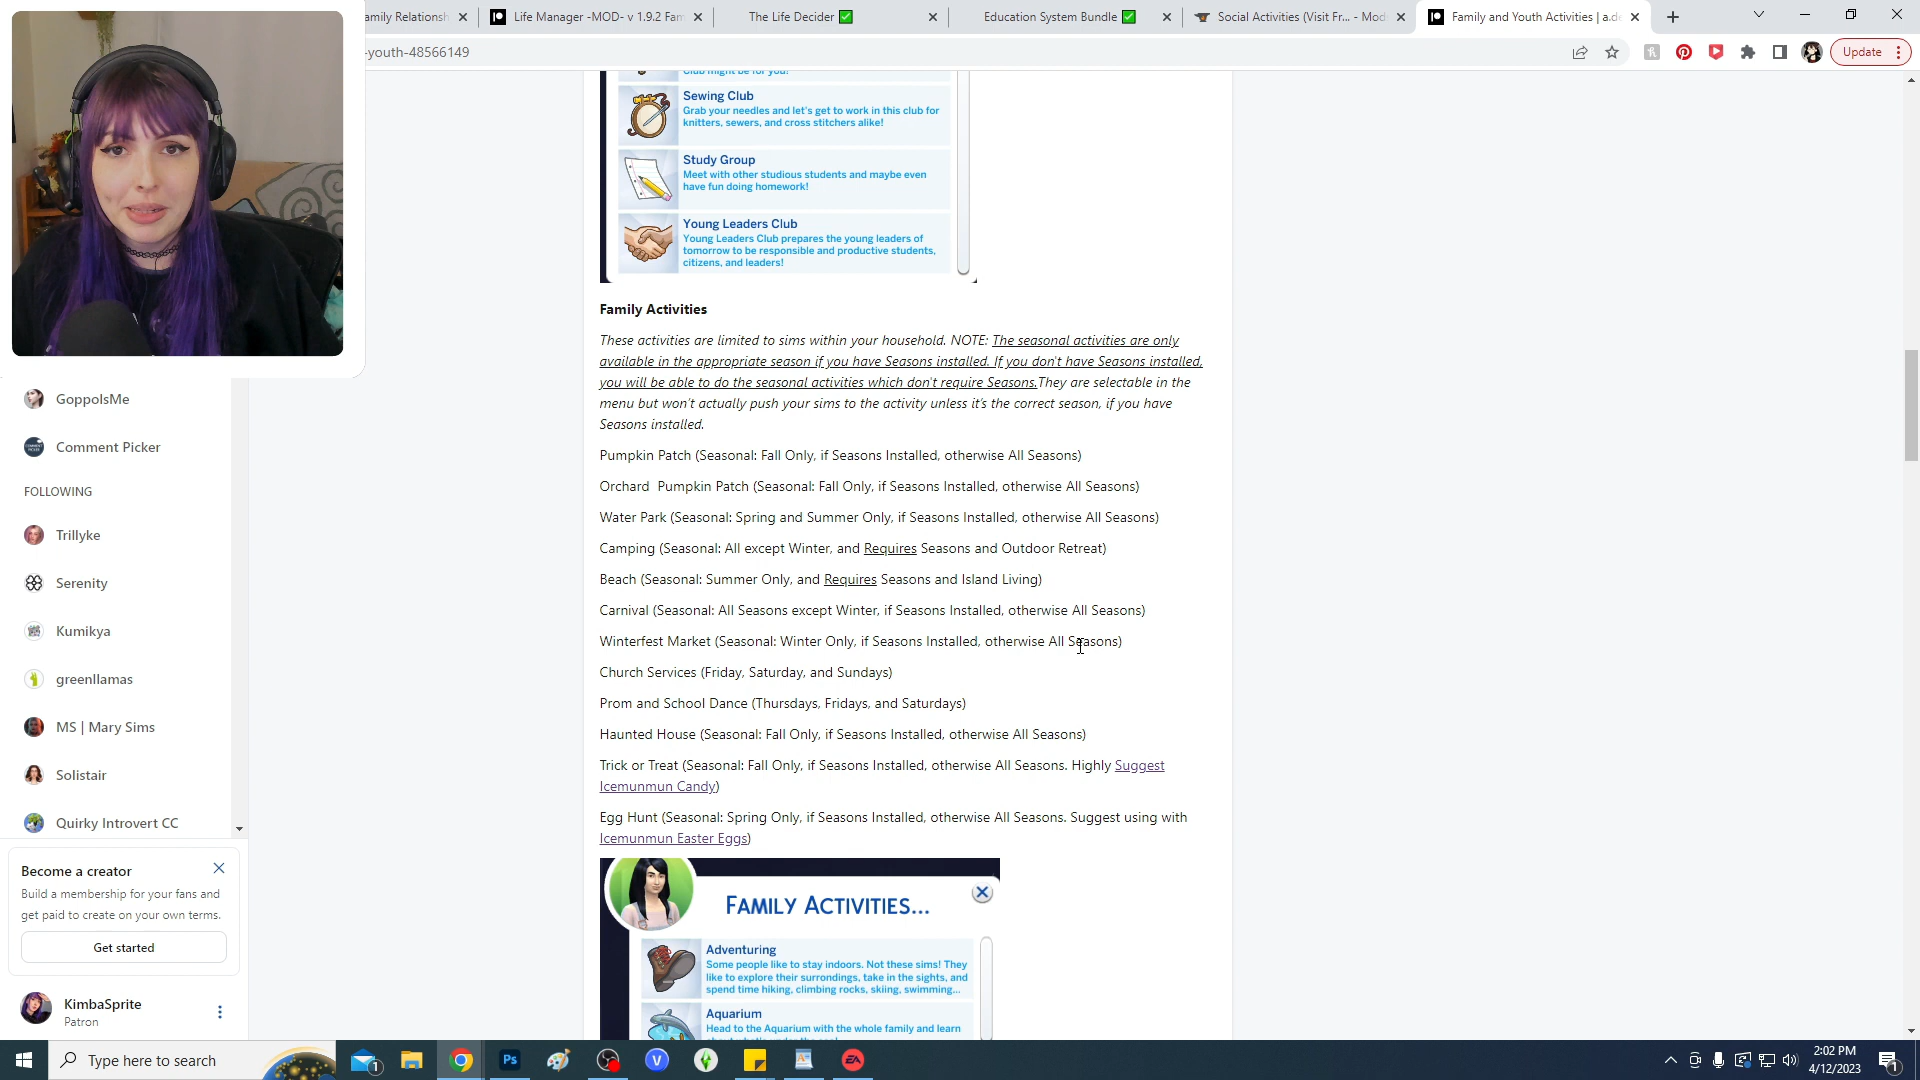 amily Relationsh
Life Manager -MOD- v 1.9.2 Fam
The Life Decider ✅
Education System Bundle ✅
Social Activities (Visit Fr... - Mod
Family and Youth Activities | a.de
-youth-48566149
Update
Club might be for you!
Sewing Club
Grab your needles and let's get to work in this club for
knitters, sewers, and cross stitchers alike!
Study Group
Meet with other studious students and maybe even
have fun doing homework!
Young Leaders Club
Young Leaders Club prepares the young leaders of
tomorrow to be responsible and productive students,
citizens, and leaders!
Family Activities
These activities are limited to sims within your household. NOTE: The seasonal activities are only
available in the appropriate season if you have Seasons installed. If you don't have Seasons installed,
you will be able to do the seasonal activities which don't require Seasons.They are selectable in the
menu but won't actually push your sims to the activity unless it's the correct season, if you have
Seasons installed.
Pumpkin Patch (Seasonal: Fall Only, if Seasons Installed, otherwise All Seasons)
Orchard  Pumpkin Patch (Seasonal: Fall Only, if Seasons Installed, otherwise All Seasons)
Water Park (Seasonal: Spring and Summer Only, if Seasons Installed, otherwise All Seasons)
Camping (Seasonal: All except Winter, and Requires Seasons and Outdoor Retreat)
Beach (Seasonal: Summer Only, and Requires Seasons and Island Living)
Carnival (Seasonal: All Seasons except Winter, if Seasons Installed, otherwise All Seasons)
Winterfest Market (Seasonal: Winter Only, if Seasons Installed, otherwise All Seasons)
Church Services (Friday, Saturday, and Sundays)
Prom and School Dance (Thursdays, Fridays, and Saturdays)
Haunted House (Seasonal: Fall Only, if Seasons Installed, otherwise All Seasons)
Trick or Treat (Seasonal: Fall Only, if Seasons Installed, otherwise All Seasons. Highly Suggest
Icemunmun Candy)
Egg Hunt (Seasonal: Spring Only, if Seasons Installed, otherwise All Seasons. Suggest using with
Icemunmun Easter Eggs)
FAMILY ACTIVITIES...
Adventuring
Some people like to stay indoors. Not these sims! They
like to explore their surrondings, take in the sights, and
spend time hiking, climbing rocks, skiing, swimming...
Aquarium
Head to the Aquarium with the whole family and learn
GoppolsMe
Comment Picker
FOLLOWING
Trillyke
Serenity
Kumikya
greenllamas
MS | Mary Sims
Solistair
Quirky Introvert CC
Become a creator
Build a membership for your fans and
get paid to create on your own terms.
Get started
KimbaSprite
Patron
Type here to search
1
Ps
V
EA
2:02 PM
4/12/2023
1